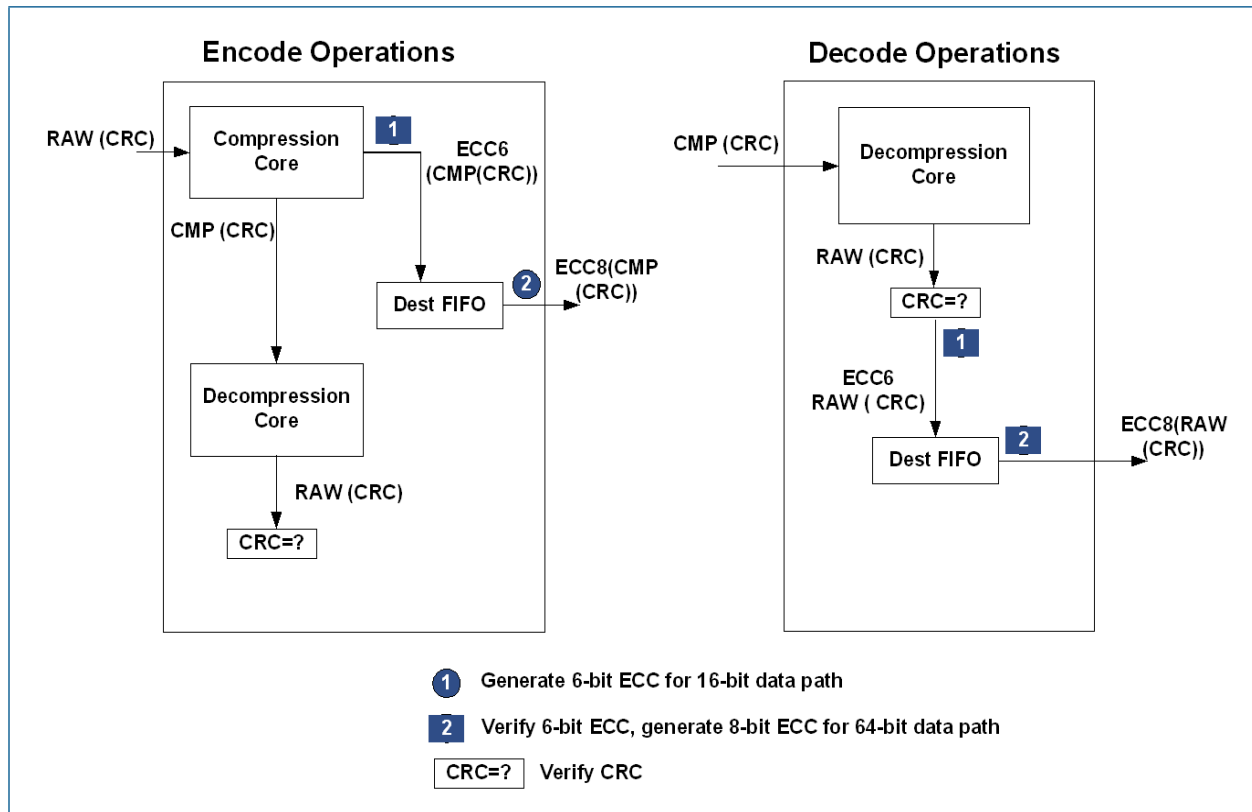 Encode Operations
RAW (CRC)
Compression
Core
1
ECC6
(CMP(CRC))
CMP (CRC)
Dest FIFO
2
ECC8(CMP
(CRC))
Decompression
Core
RAW (CRC)
CRC=?
Decode Operations
CMP (CRC)
Decompression
Core
RAW (CRC)
CRC=?
1
ECC6
RAW ( CRC)
Dest FIFO
2
ECC8(RAW
(CRC))
1 Generate 6-bit ECC for 16-bit data path
2 Verify 6-bit ECC, generate 8-bit ECC for 64-bit data path
CRC=? Verify CRC